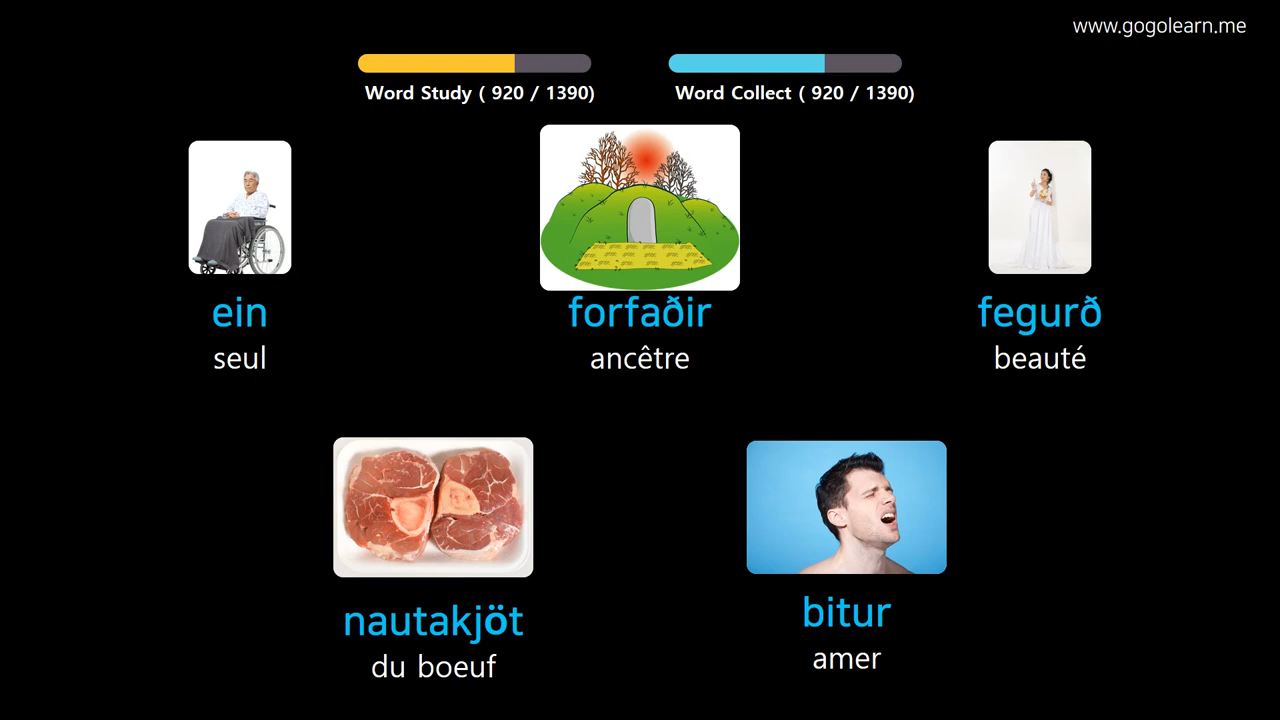 www.gogolearn.me
Word Study ( 920 / 1390)
Word Collect ( 920 / 1390)
ein
seul
forfaðir
ancêtre
fegurð
beauté
nautakjöt
du boeuf
bitur
amer